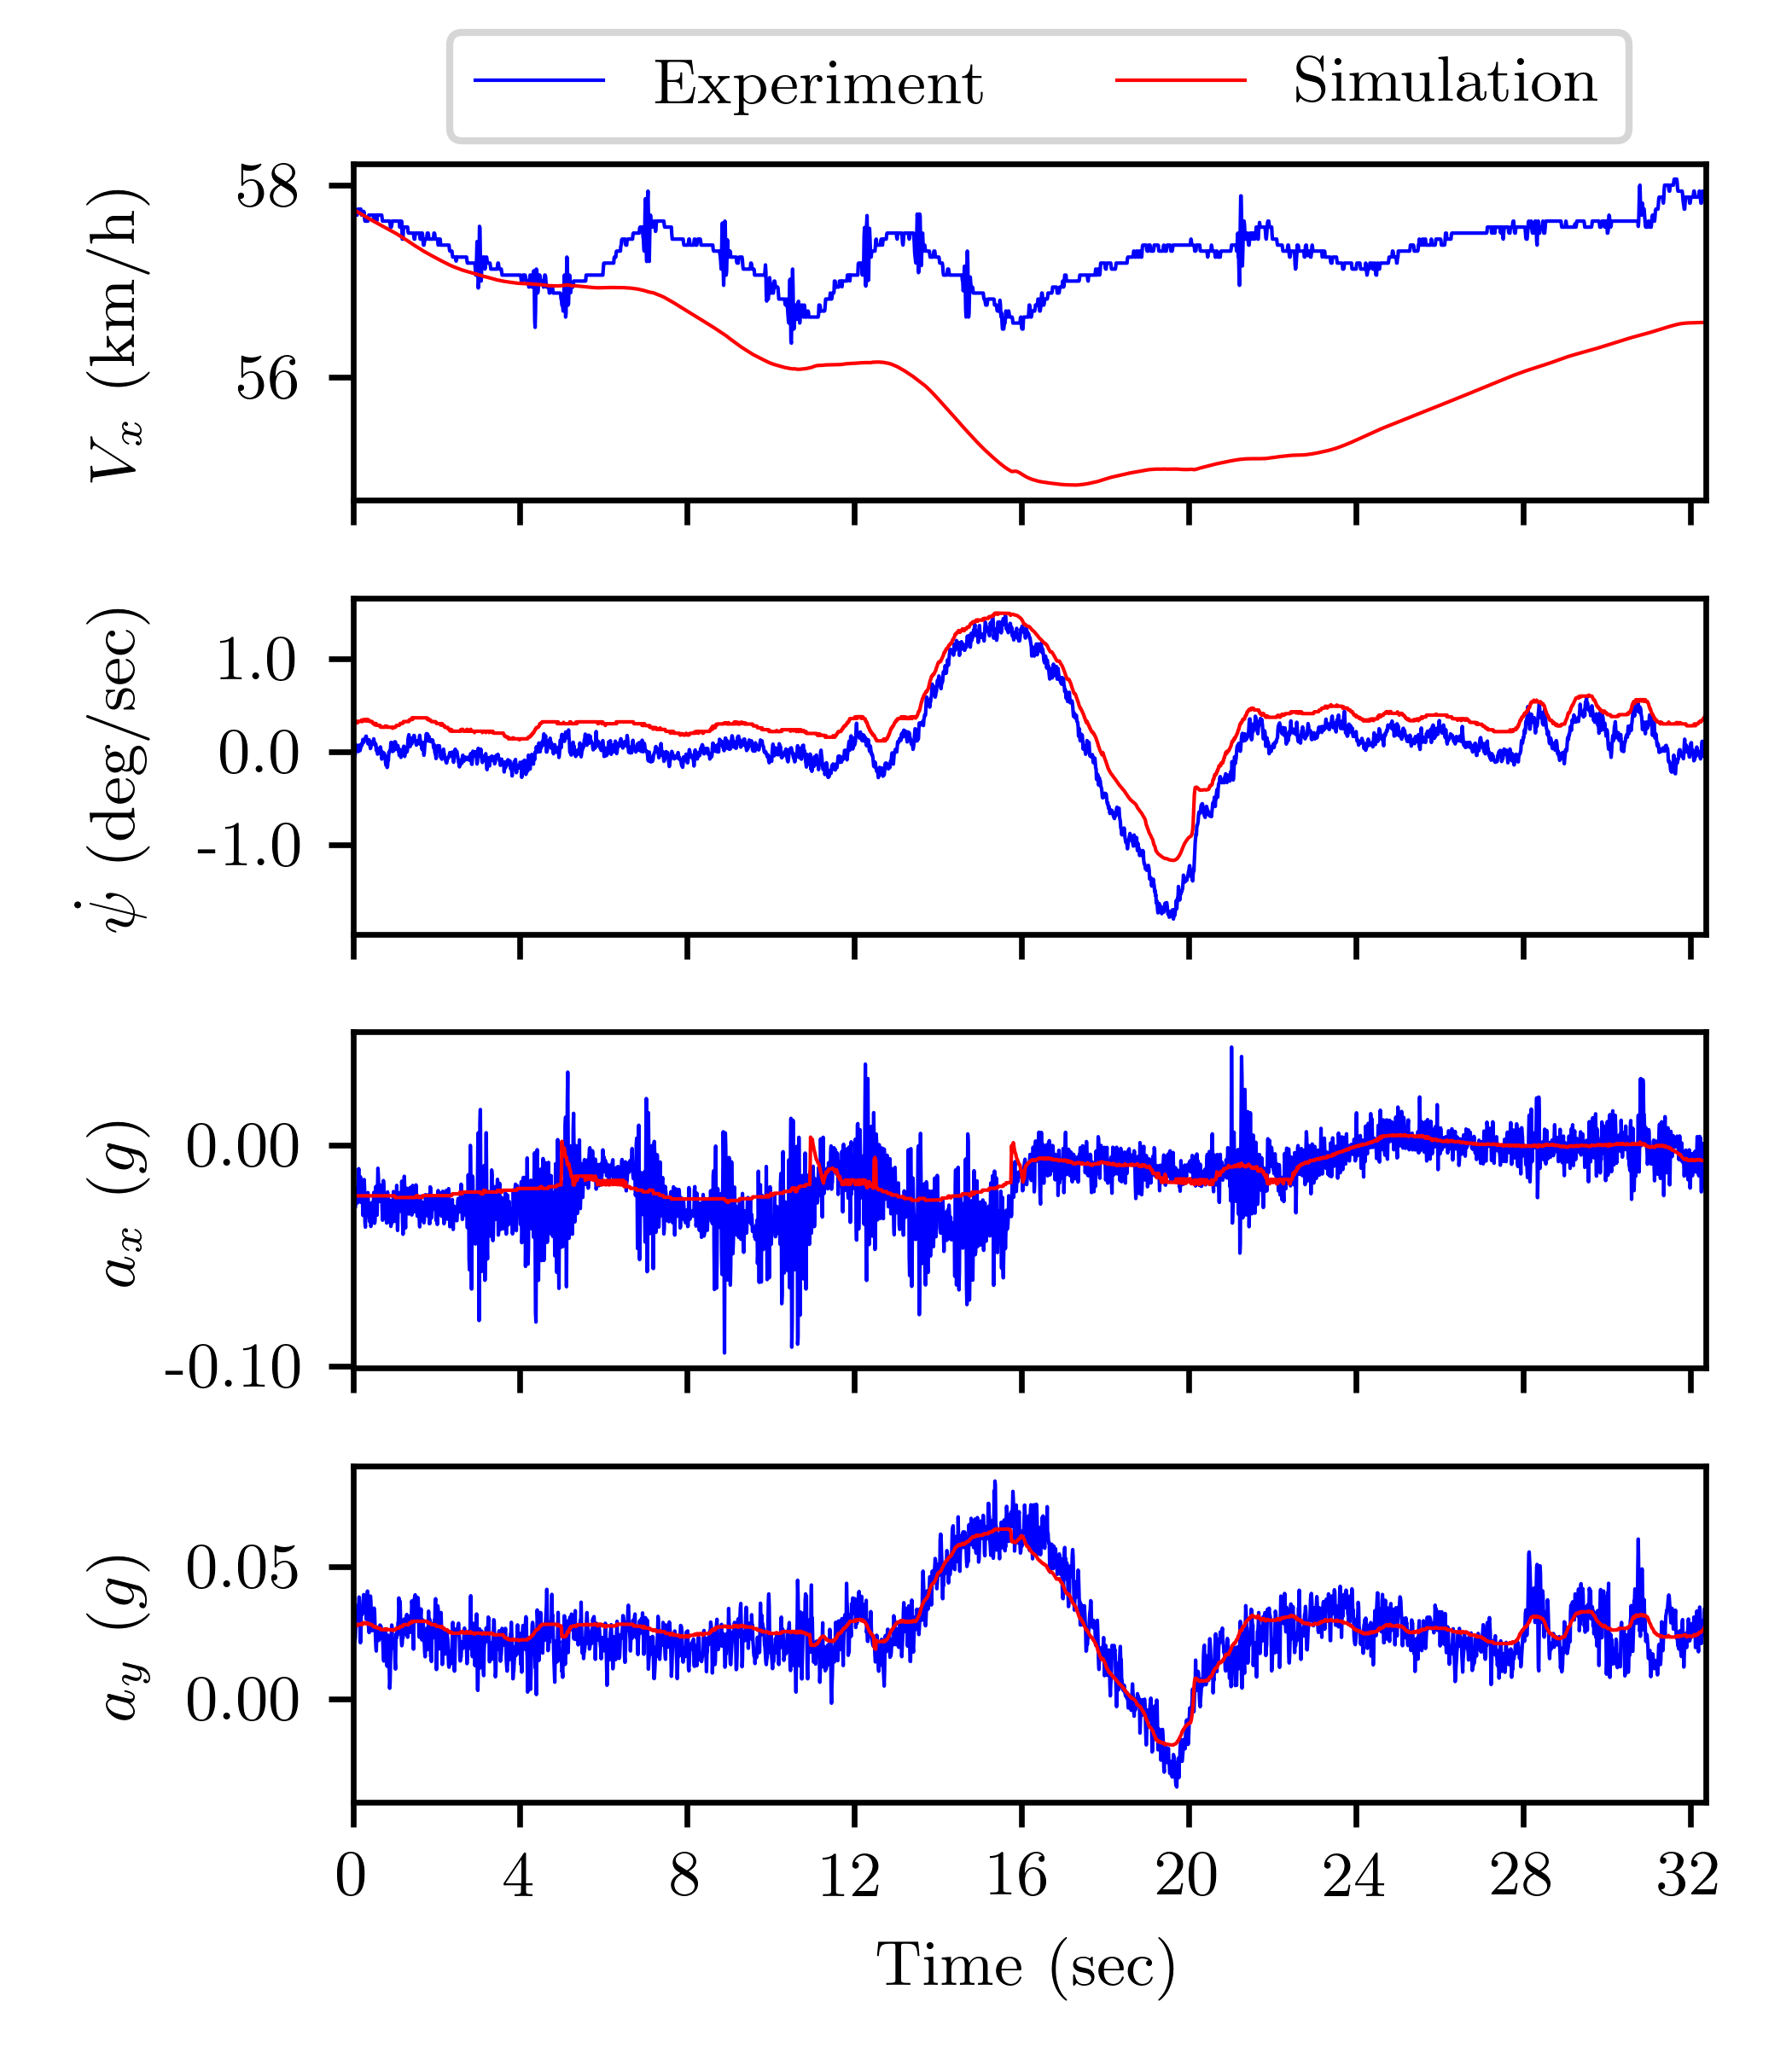 Experiment Simulation
58
56
V_x (km/h)
1.0
0.0
-1.0
ψ̇ (deg/sec)
0.00
-0.10
a_x (g)
0.05
0.00
a_y (g)
0 4 8 12 16 20 24 28 32
Time (sec)